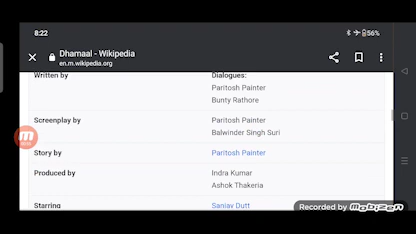 8:22
56%
Dhamaal - Wikipedia
en.m.wikipedia.org
Written by
Dialogues:
Paritosh Painter
Bunty Rathore
Screenplay by
Paritosh Painter
Balwinder Singh Suri
Story by
Paritosh Painter
Produced by
Indra Kumar
Ashok Thakeria
Starring
Sanjay Dutt
Recorded by Mobizen